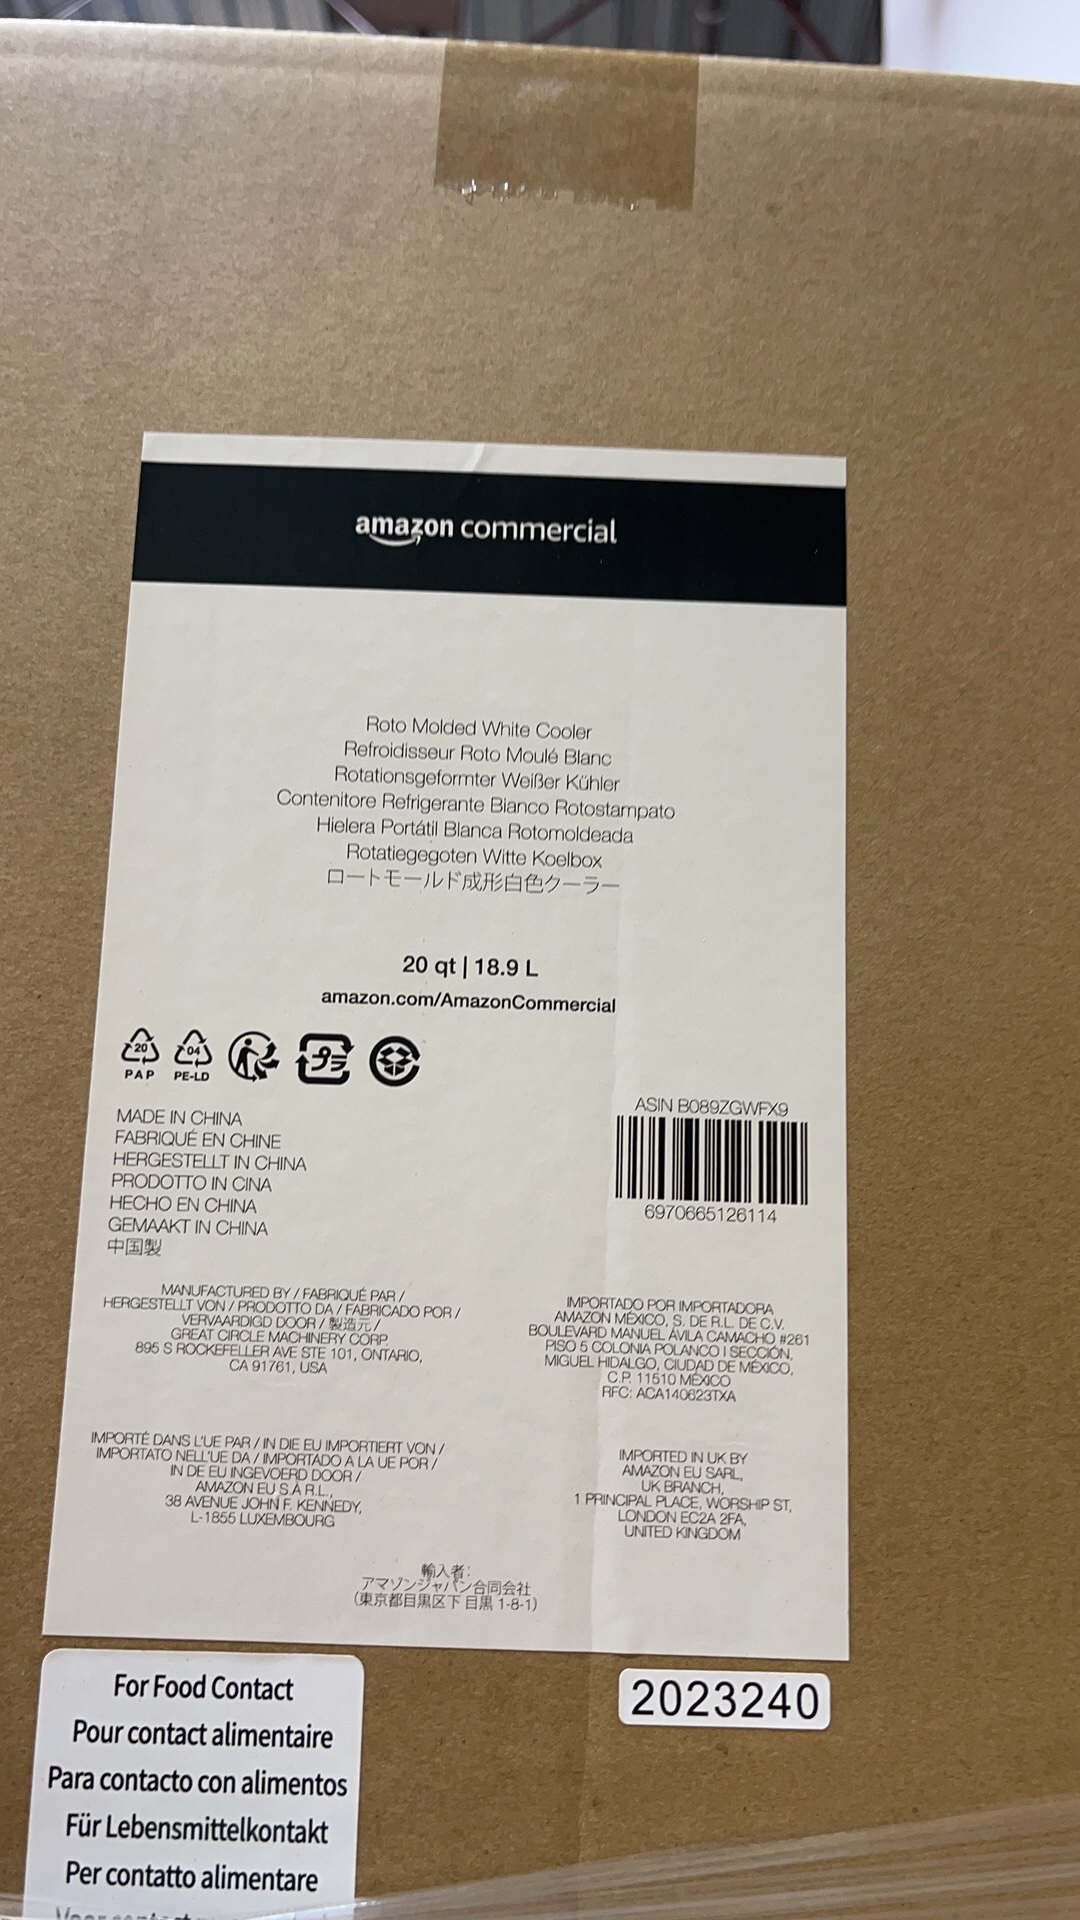 amazon commercial
Roto Molded White Cooler
Refroidisseur Roto Moulé Blanc
Rotationsgeformter Weißer Kühler
Contenitore Refrigerante Bianco Rotostampato
Hielera Portátil Blanca Rotomoldeada
Rotatiegegoten Witte Koelbox
ロートモールド成形白色クーラー
20 qt | 18.9 L
amazon.com/AmazonCommercial
20 04
PAP PE-LD
MADE IN CHINA
FABRIQUÉ EN CHINE
HERGESTELLT IN CHINA
PRODOTTO IN CINA
HECHO EN CHINA
GEMAAKT IN CHINA
中国製
ASIN B089ZGWFX9
6970665126114
MANUFACTURED BY / FABRIQUÉ PAR /
HERGESTELLT VON / PRODOTTO DA / FABRICADO POR /
VERVAARDIGD DOOR / 製造元 /
GREAT CIRCLE MACHINERY CORP.
895 S ROCKEFELLER AVE STE 101, ONTARIO,
CA 91761, USA
IMPORTADO POR IMPORTADORA
AMAZON MÉXICO, S. DE R.L. DE C.V.
BOULEVARD MANUEL ÁVILA CAMACHO #261
PISO 5 COLONIA POLANCO I SECCIÓN,
MIGUEL HIDALGO, CIUDAD DE MÉXICO,
C.P. 11510 MÉXICO
RFC: ACA140623TXA
IMPORTÉ DANS L'UE PAR / IN DIE EU IMPORTIERT VON /
IMPORTATO NELL'UE DA / IMPORTADO A LA UE POR /
IN DE EU INGEVOERD DOOR /
AMAZON EU S.À R.L.,
38 AVENUE JOHN F. KENNEDY,
L-1855 LUXEMBOURG
IMPORTED IN UK BY
AMAZON EU SARL,
UK BRANCH,
1 PRINCIPAL PLACE, WORSHIP ST,
LONDON EC2A 2FA,
UNITED KINGDOM
輸入者:
アマゾンジャパン合同会社
(東京都目黒区下目黒 1-8-1)
For Food Contact
Pour contact alimentaire
Para contacto con alimentos
Für Lebensmittelkontakt
Per contatto alimentare
2023240